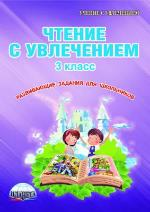 ЧТЕНИЕ
С УВЛЕЧЕНИЕМ
3 класс
РАЗВИВАЮЩИЕ ЗАДАНИЯ ДЛЯ ШКОЛЬНИКОВ